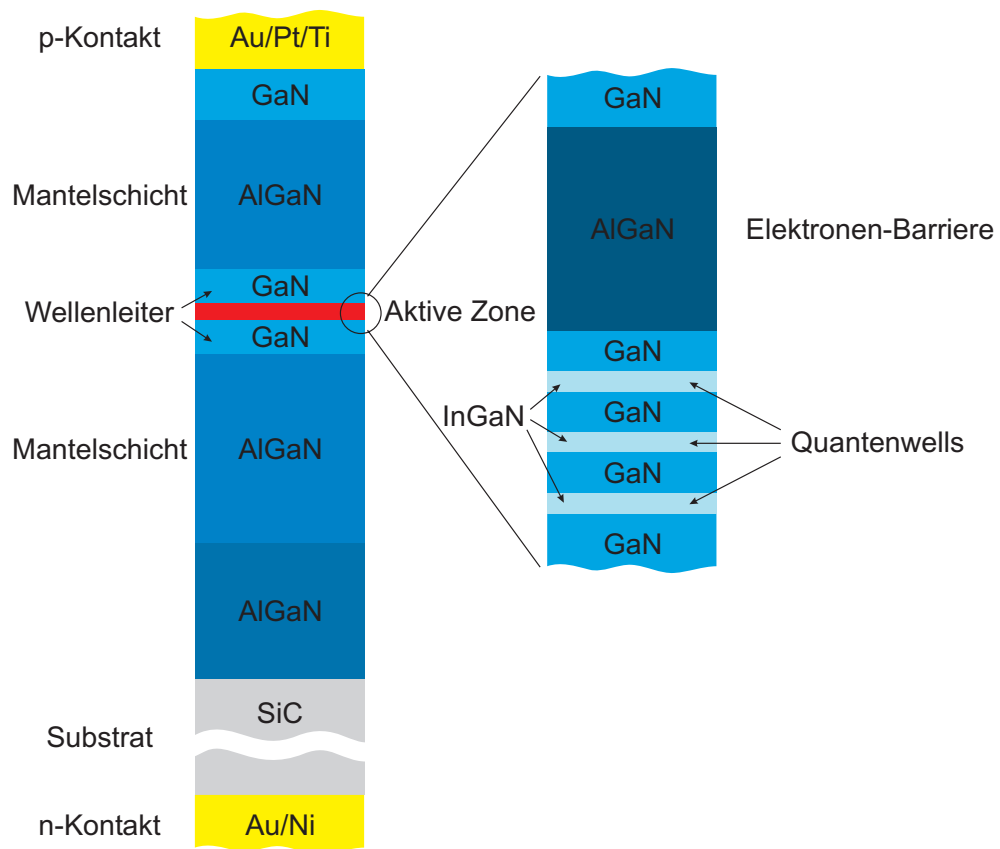 p-Kontakt Au/Pt/Ti
GaN
Mantelschicht AlGaN
GaN
Wellenleiter
GaN
Mantelschicht AlGaN
AlGaN
SiC
Substrat
n-Kontakt Au/Ni
Aktive Zone
GaN
AlGaN Elektronen-Barriere
GaN
InGaN GaN
Quantenwells
GaN
GaN